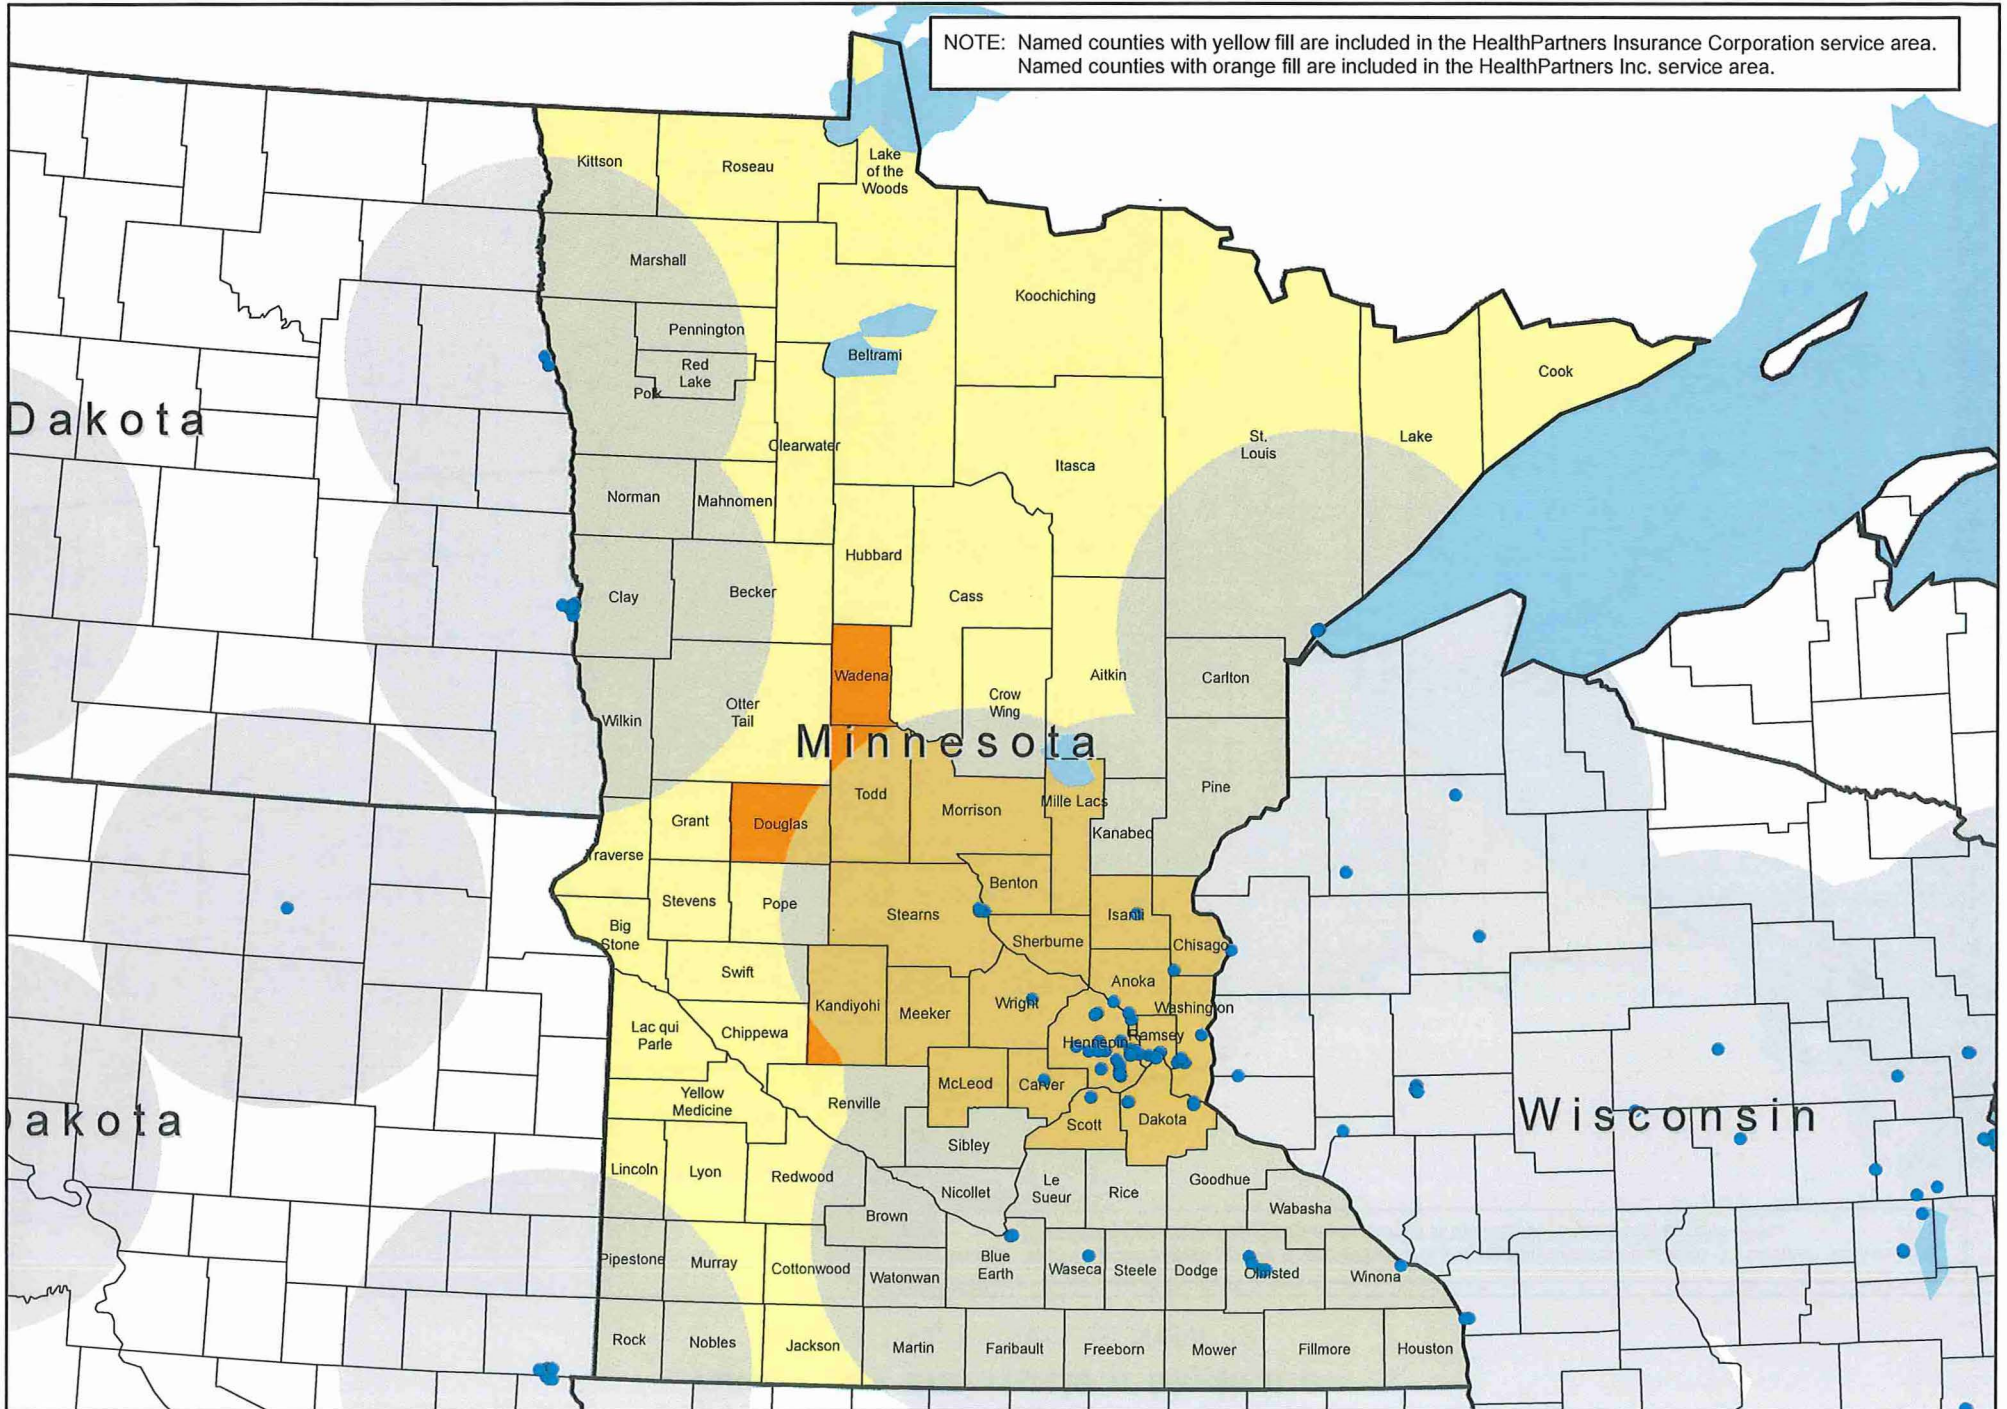 NOTE: Named counties with yellow fill are included in the HealthPartners Insurance Corporation service area.
Named counties with orange fill are included in the HealthPartners Inc. service area.
Kittson
Roseau
Lake
of the
Woods
Marshall
Koochiching
Pennington
Beltrami
Red
Lake
Polk
Cook
Dakota
Clearwater
St.
Louis
Lake
Itasca
Norman
Mahnomen
Hubbard
Clay
Becker
Cass
Wadena
Aitkin
Carlton
Crow
Wing
Otter
Tail
Wilkin
Minnesota
Todd
Morrison
Mille Lacs
Pine
Grant
Douglas
Kanabec
Traverse
Benton
Stevens
Pope
Stearns
Isanti
Big
Stone
Sherburne
Chisago
Swift
Anoka
Kandiyohi
Meeker
Wright
Washington
Lac qui
Parle
Chippewa
Hennepin
Ramsey
McLeod
Carver
Yellow
Medicine
Renville
Dakota
Wisconsin
Scott
Dakota
Sibley
Lincoln
Lyon
Redwood
Nicollet
Le
Sueur
Rice
Goodhue
Brown
Wabasha
Pipestone
Murray
Cottonwood
Watonwan
Blue
Earth
Waseca
Steele
Dodge
Olmsted
Winona
Rock
Nobles
Jackson
Martin
Faribault
Freeborn
Mower
Fillmore
Houston